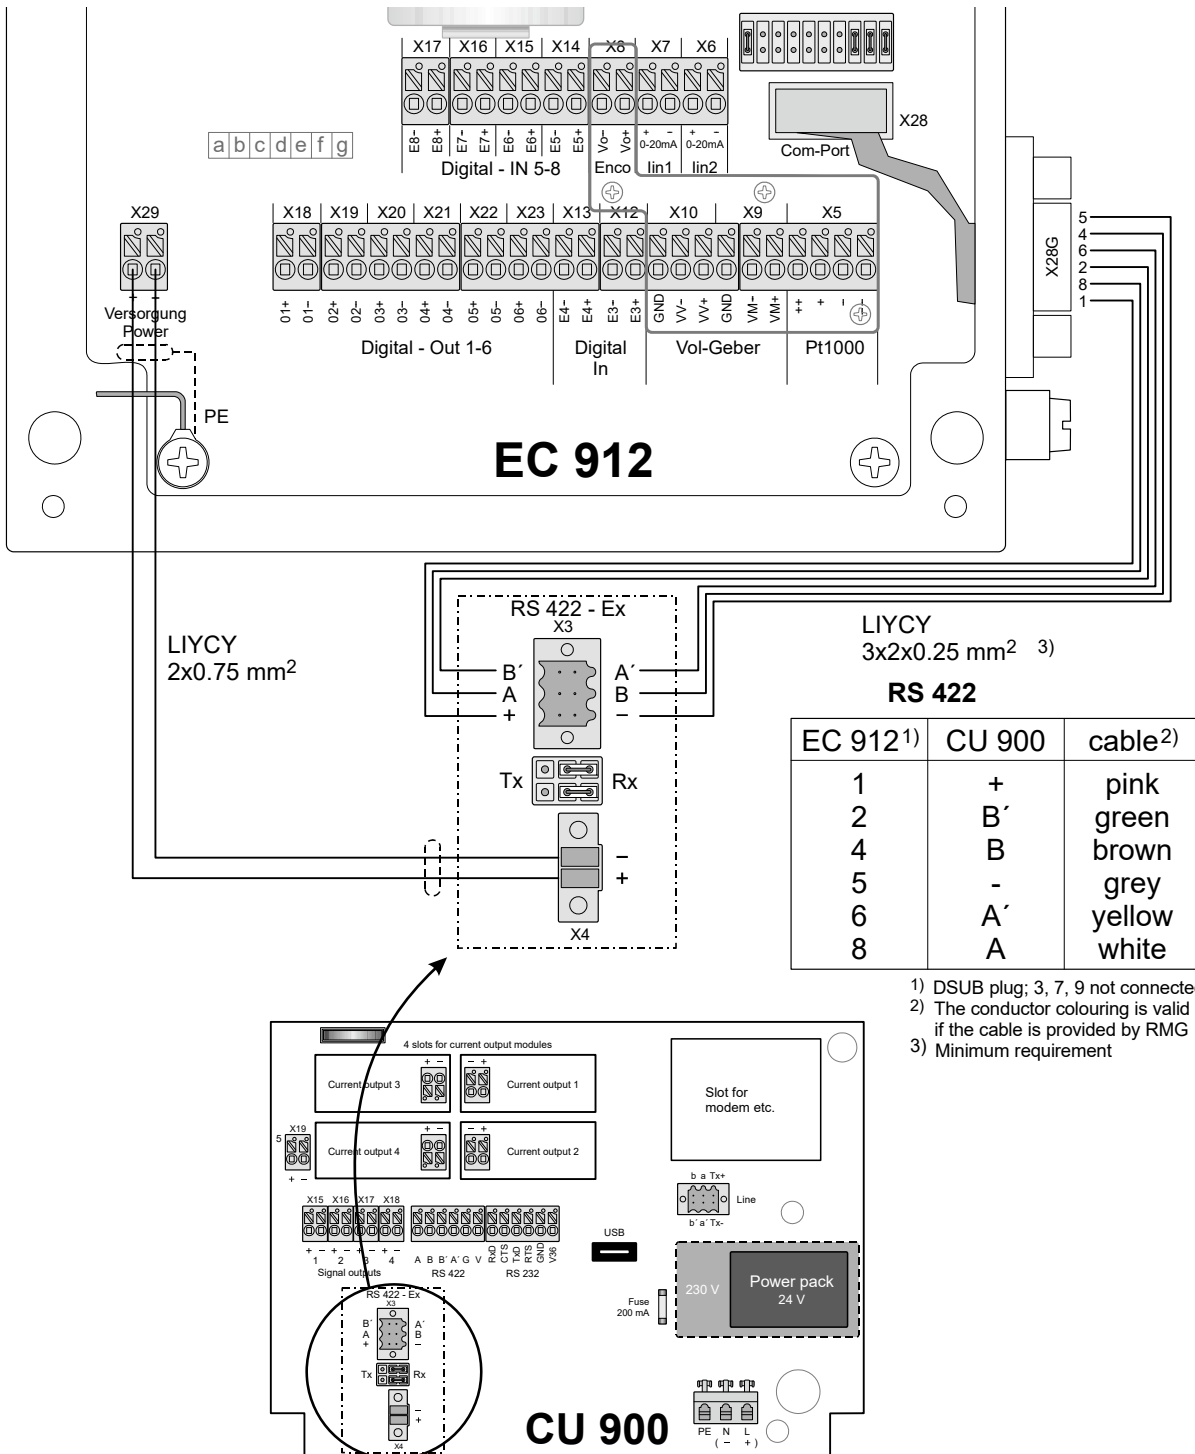 X17 X16 X15 X14 X8 X7 X6
E8- E8+ E7- E7+ E6- E6+ E5- E5+ Vo- Vo+ + - 0-20mA + - 0-20mA
Digital - IN 5-8 Enco Iin1 Iin2
X28
Com-Port
a b c d e f g
X29
+ -
Versorgung
Power
PE
X18 X19 X20 X21 X22 X23 X13 X12 X10 X9 X5
01+ 01- 02+ 02- 03+ 03- 04+ 04- 05+ 05- 06+ 06- E4- E4+ E3- E3+ GND VV- VV+ GND VM- VM+ ++ + - --
Digital - Out 1-6 Digital In Vol-Geber Pt1000
X28G
5
4
6
2
8
1
EC 912
LIYCY
2x0.75 mm2
RS 422 - Ex
X3
B´ A´
A B
+ -
Tx Rx
-
+
X4
LIYCY
3x2x0.25 mm2 3)
RS 422
EC 912 1) CU 900 cable 2)
1 + pink
2 B´ green
4 B brown
5 - grey
6 A´ yellow
8 A white
1) DSUB plug; 3, 7, 9 not connecte
2) The conductor colouring is valid
if the cable is provided by RMG
3) Minimum requirement
4 slots for current output modules
+ - - +
Current output 3 Current output 1
+ - - +
Current output 4 Current output 2
X19
5
+ -
Slot for
modem etc.
b a Tx+
Line
b´ a´ Tx-
X15 X16 X17 X18
+ - + - + - + -
1 2 3 4
Signal outputs
A B B´ A´ G V
RS 422
RxD CTS TxD RTS GND V36
RS 232
USB
Fuse
200 mA
230 V
Power pack
24 V
RS 422 - Ex
X3
B´ A´
A B
+ -
Tx Rx
-
+
X4
CU 900
PE N L
( - + )